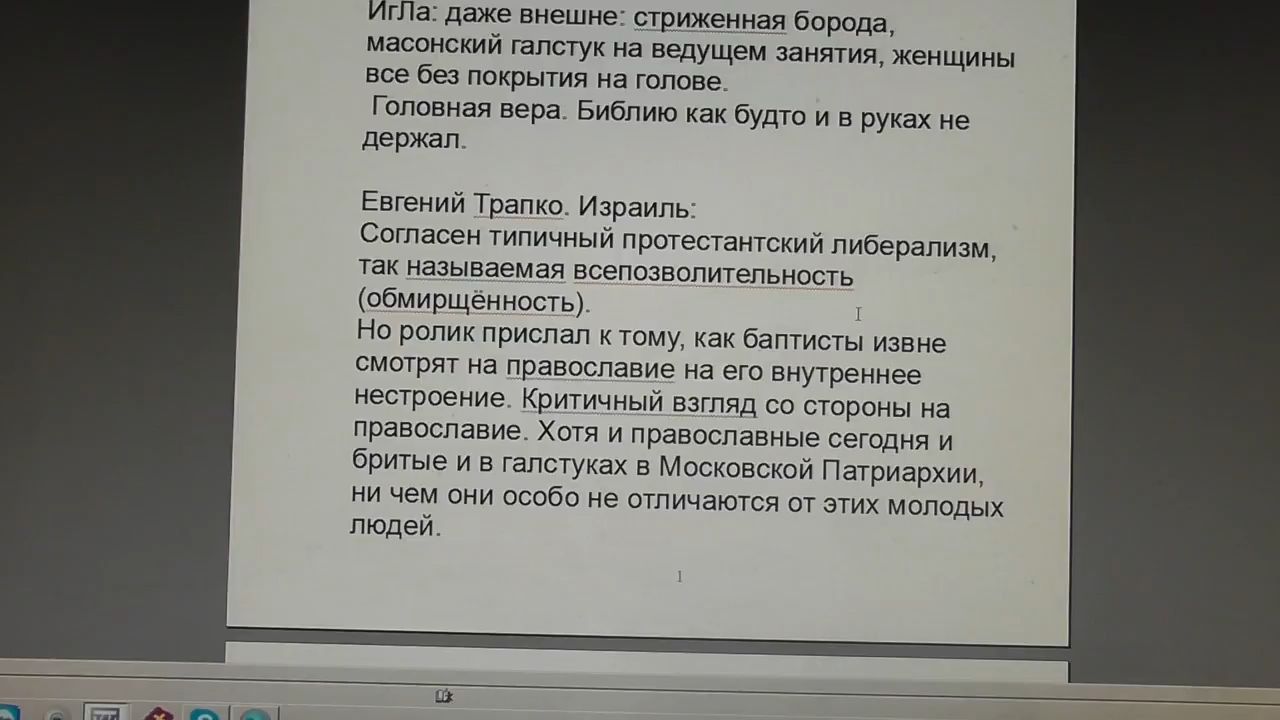 ИгЛа: даже внешне: стриженная борода,
масонский галстук на ведущем занятия, женщины
все без покрытия на голове.
Головная вера. Библию как будто и в руках не
держал.
Евгений Трапко. Израиль:
Согласен типичный протестантский либерализм,
так называемая всепозволительность
(обмирщённость).
Но ролик прислал к тому, как баптисты извне
смотрят на православие на его внутреннее
нестроение. Критичный взгляд со стороны на
православие. Хотя и православные сегодня и
бритые и в галстуках в Московской Патриархии,
ни чем они особо не отличаются от этих молодых
людей.
1